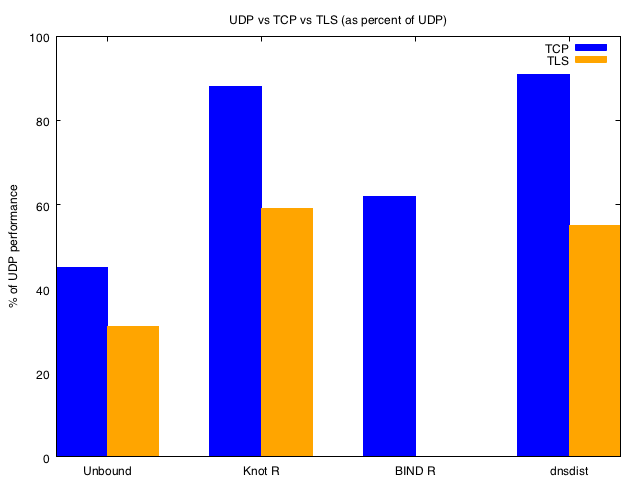 UDP vs TCP vs TLS (as percent of UDP)
100
TCP
TLS
80
60
% of UDP performance
40
20
0
Unbound Knot R BIND R dnsdist